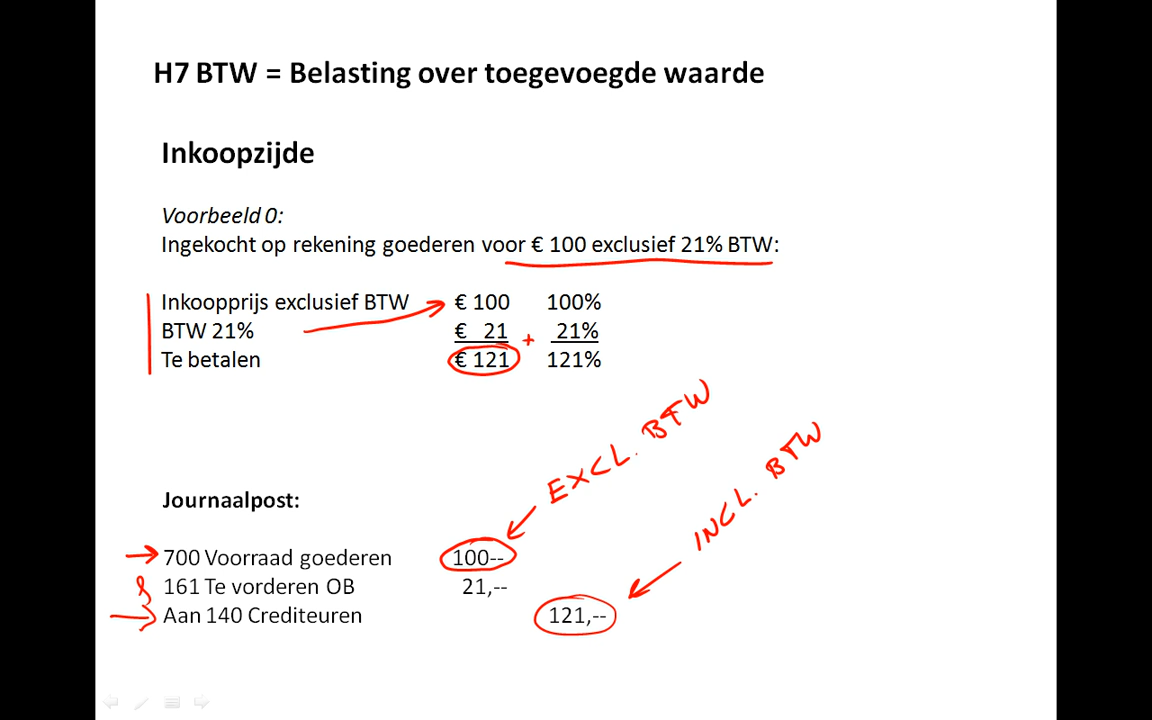 H7 BTW = Belasting over toegevoegde waarde
Inkoopzijde
Voorbeeld 0:
Ingekocht op rekening goederen voor € 100 exclusief 21% BTW:
Inkoopprijs exclusief BTW € 100 100%
BTW 21% € 21 + 21%
Te betalen € 121 121%
EXCL. BTW
INCL. BTW
Journaalpost:
700 Voorraad goederen 100--
161 Te vorderen OB 21,--
Aan 140 Crediteuren 121,--